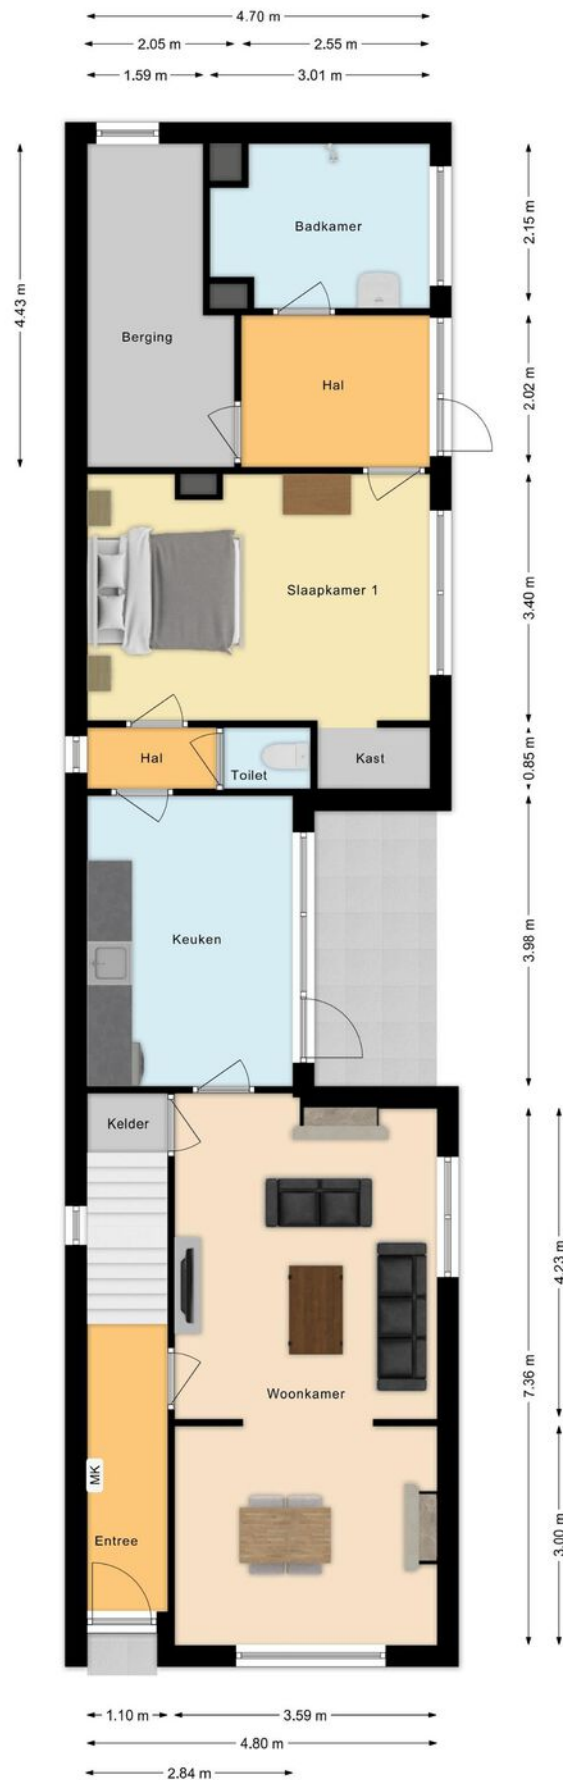 4.70 m
2.05 m
2.55 m
1.59 m
3.01 m
2.15 m
Badkamer
4.43 m
Berging
Hal
2.02 m
Slaapkamer 1
3.40 m
Hal
Toilet
Kast
0.85 m
Keuken
3.98 m
Kelder
4.23 m
7.36 m
Woonkamer
MK
Entree
3.00 m
1.10 m
3.59 m
4.80 m
2.84 m